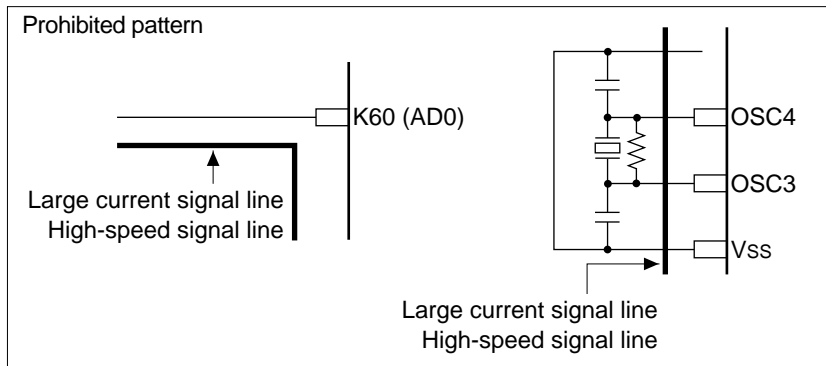 Prohibited pattern
K60 (AD0)
Large current signal line
High-speed signal line
OSC4
OSC3
VSS
Large current signal line
High-speed signal line